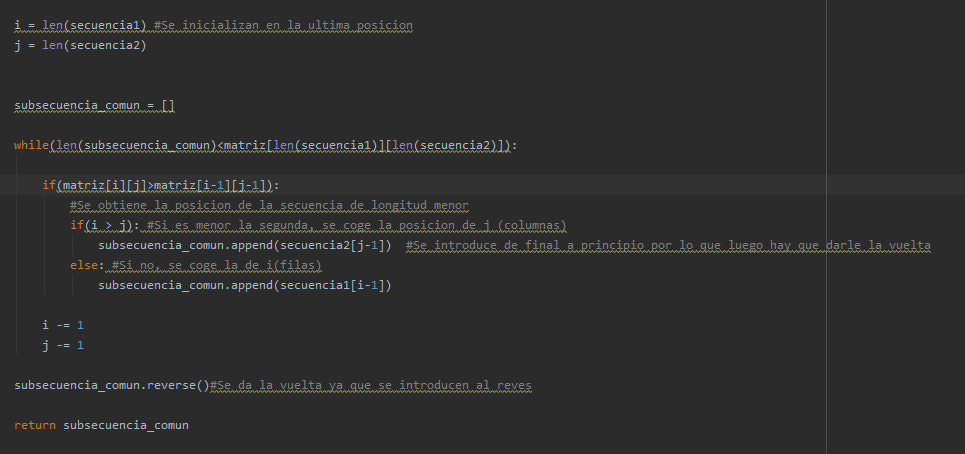 i = len(secuencia1) #Se inicializan en la ultima posicion
j = len(secuencia2)
subsecuencia_comun = []
while(len(subsecuencia_comun)<matriz[len(secuencia1)][len(secuencia2)]):
if(matriz[i][j]>matriz[i-1][j-1]):
#Se obtiene la posicion de la secuencia de longitud menor
if(i > j): #Si es menor la segunda, se coge la posicion de j (columnas)
subsecuencia_comun.append(secuencia2[j-1])  #Se introduce de final a principio por lo que luego hay que darle la vuelta
else: #Si no, se coge la de i(filas)
subsecuencia_comun.append(secuencia1[i-1])
i -= 1
j -= 1
subsecuencia_comun.reverse()#Se da la vuelta ya que se introducen al reves
return subsecuencia_comun